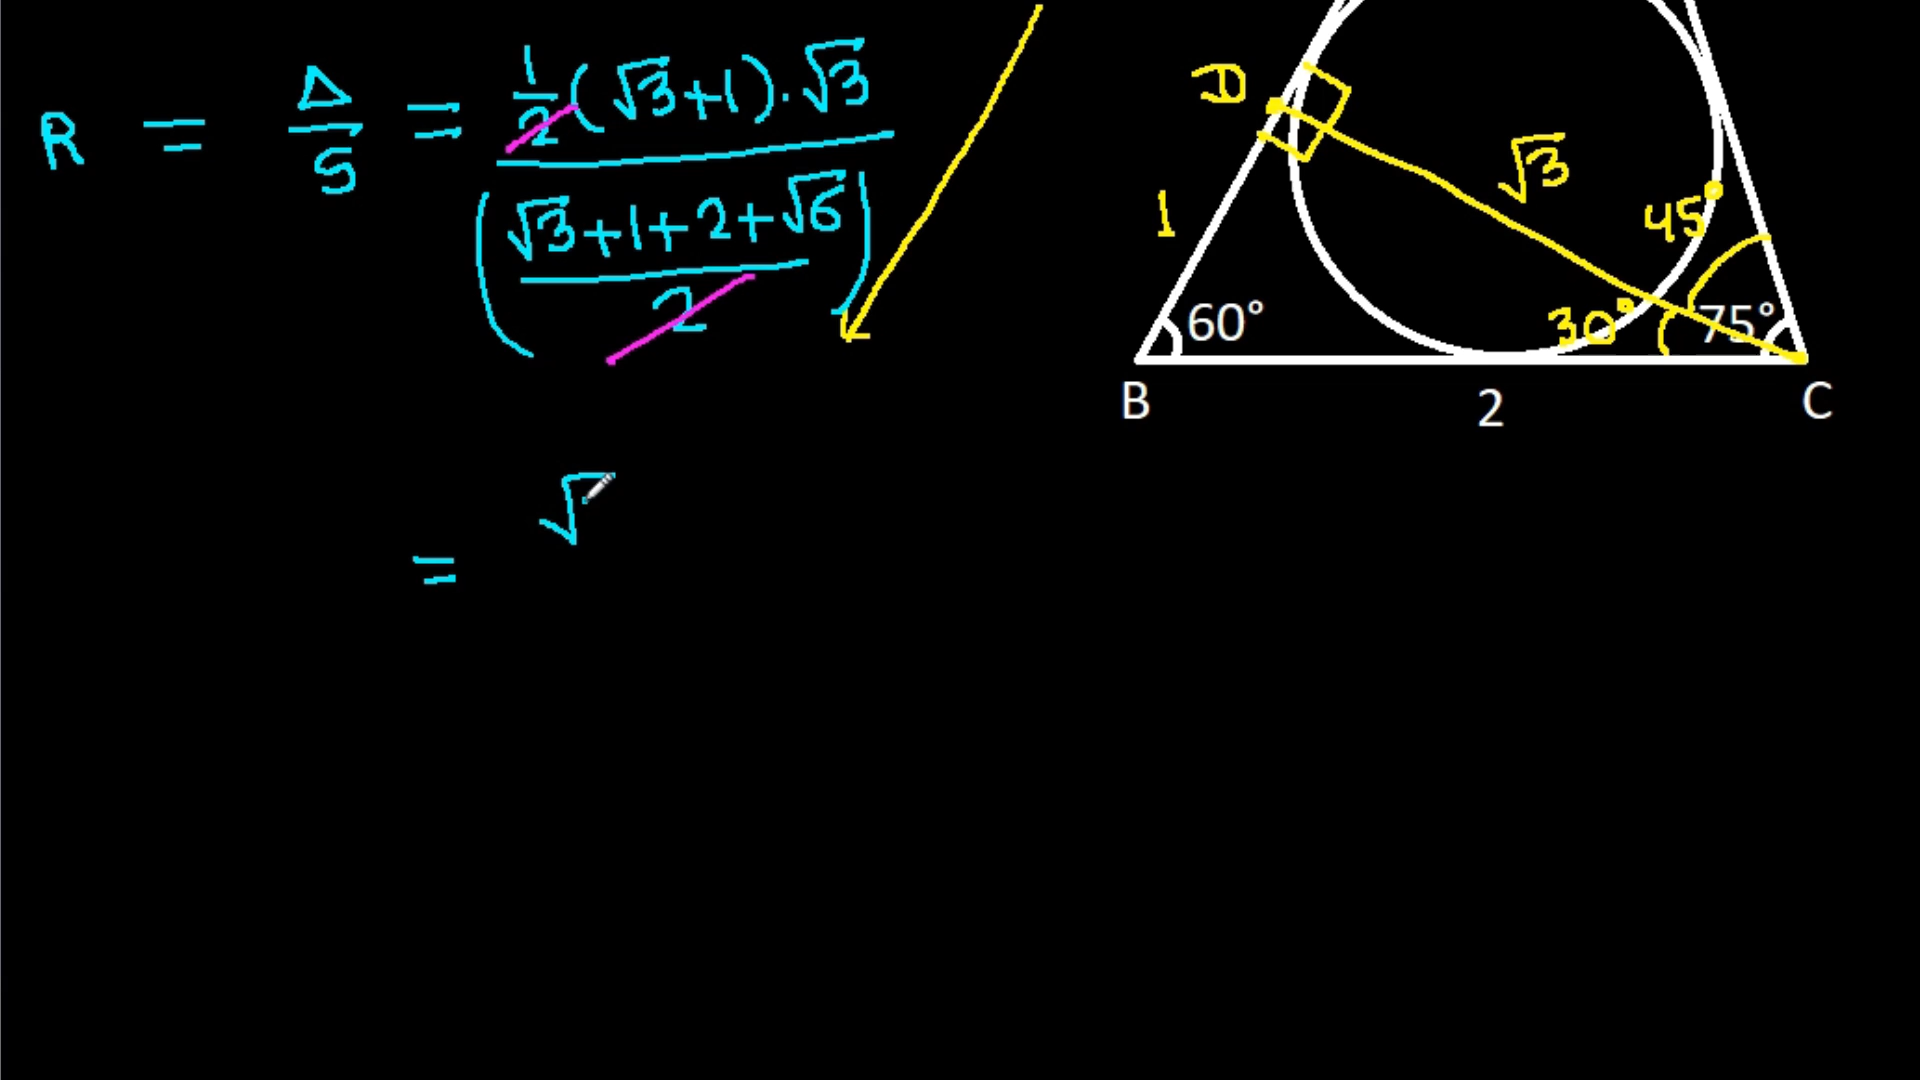 R = Δ/S = 1/2(√3+1).√3 / ((√3+1+2+√6)/2)
= √
D
1
√3
45
60°
30°
75°
B
2
C